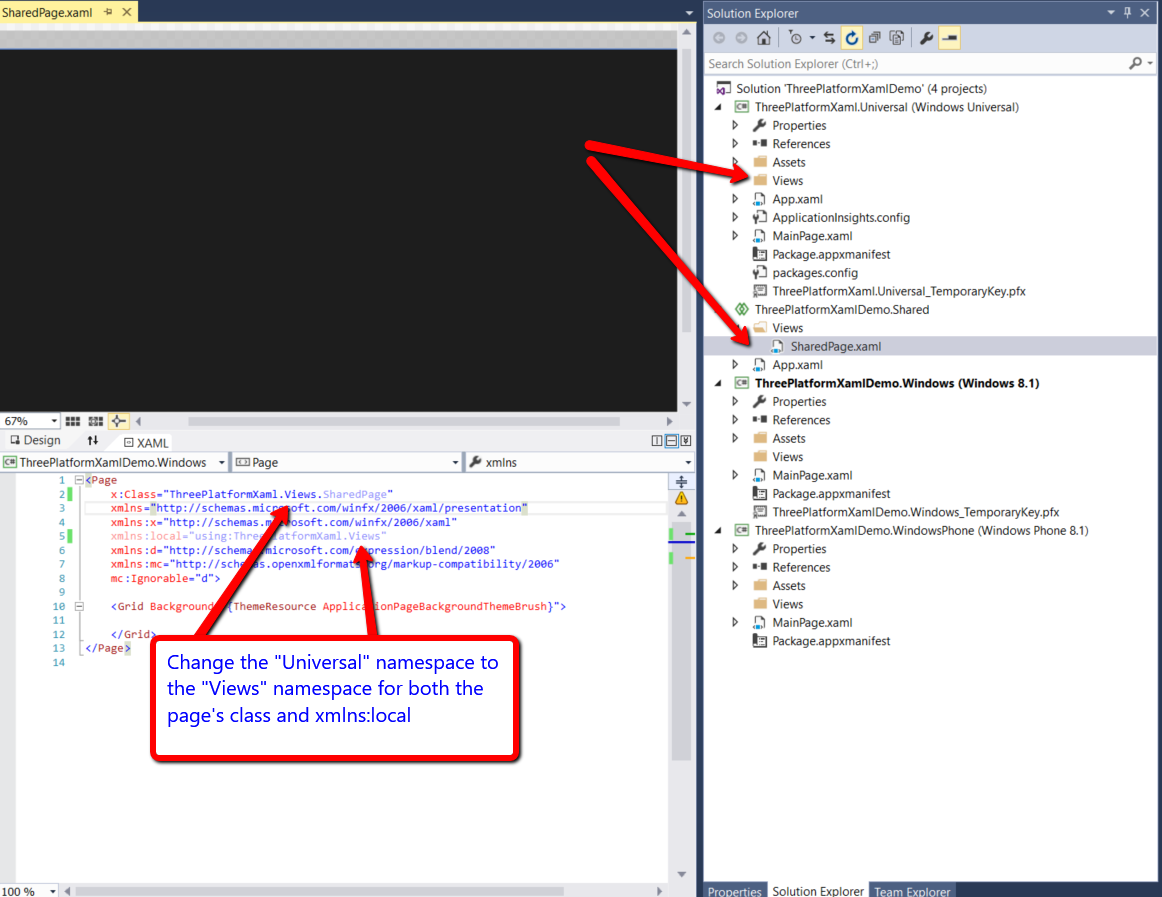 SharedPage.xaml
Solution Explorer
Search Solution Explorer (Ctrl+;)
Solution 'ThreePlatformXamlDemo' (4 projects)
ThreePlatformXaml.Universal (Windows Universal)
Properties
References
Assets
Views
App.xaml
ApplicationInsights.config
MainPage.xaml
Package.appxmanifest
packages.config
ThreePlatformXaml.Universal_TemporaryKey.pfx
ThreePlatformXamlDemo.Shared
Views
SharedPage.xaml
App.xaml
ThreePlatformXamlDemo.Windows (Windows 8.1)
Properties
References
Assets
Views
MainPage.xaml
Package.appxmanifest
ThreePlatformXamlDemo.Windows_TemporaryKey.pfx
ThreePlatformXamlDemo.WindowsPhone (Windows Phone 8.1)
Properties
References
Assets
Views
MainPage.xaml
Package.appxmanifest
67%
Design
XAML
ThreePlatformXamlDemo.Windows
Page
xmlns
1 <Page
2 x:Class="ThreePlatformXaml.Views.SharedPage"
3 xmlns="http://schemas.microsoft.com/winfx/2006/xaml/presentation"
4 xmlns:x="http://schemas.microsoft.com/winfx/2006/xaml"
5 xmlns:local="using:ThreePlatformXaml.Views"
6 xmlns:d="http://schemas.microsoft.com/expression/blend/2008"
7 xmlns:mc="http://schemas.openxmlformats.org/markup-compatibility/2006"
8 mc:Ignorable="d">
9
10 <Grid Background="{ThemeResource ApplicationPageBackgroundThemeBrush}">
11
12 </Grid>
13 </Page>
14
Change the "Universal" namespace to
the "Views" namespace for both the
page's class and xmlns:local
100 %
Properties
Solution Explorer
Team Explorer